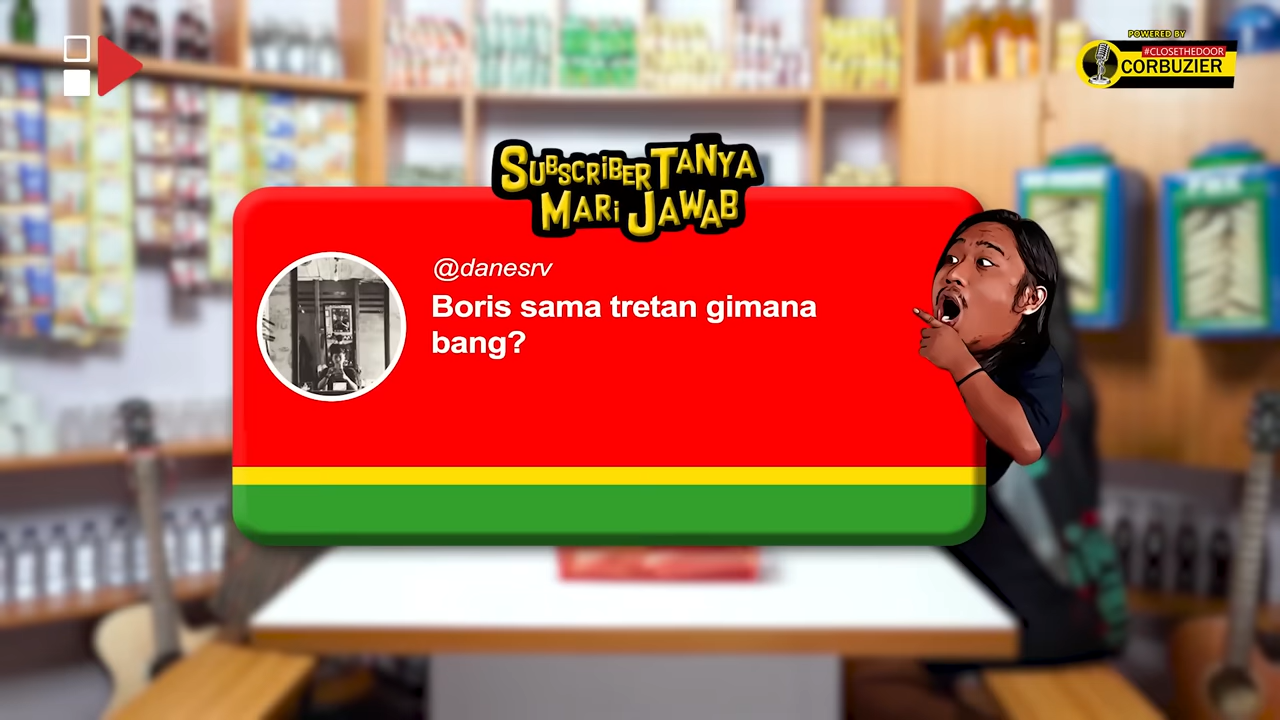 POWERED BY
#CLOSETHEDOOR
CORBUZIER
SUBSCRIBER TANYA
MARI JAWAB
@danesrv
Boris sama tretan gimana
bang?